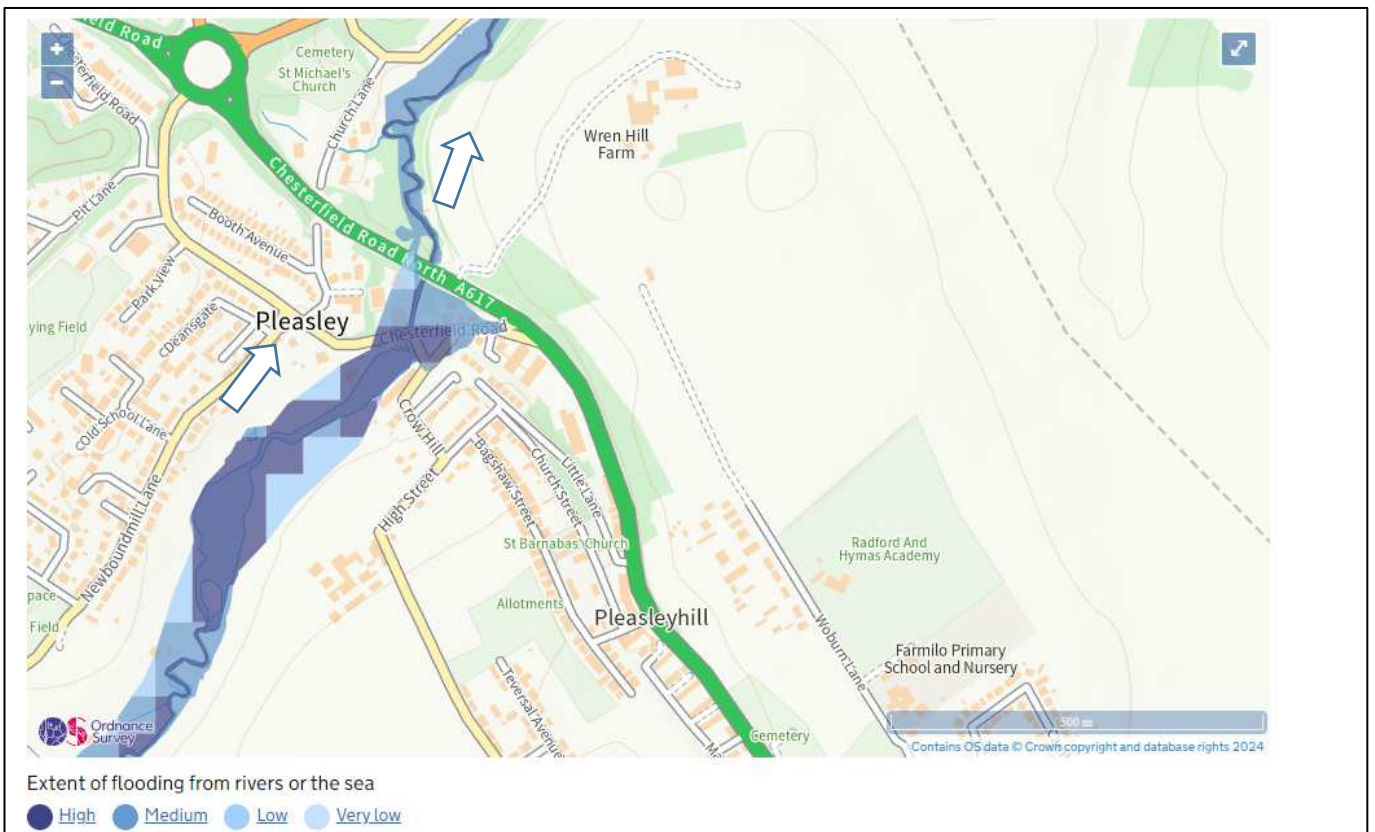 field Road
+
-
Chesterfield Road
Cemetery
St Michael's
Church
Church Lane
Wren Hill
Farm
Pit Lane
Chesterfield Road North A617
Booth Avenue
Park View
Deansgate
ying Field
Pleasley
Chesterfield Road
Old School Lane
Crow Hill
High Street
Bagshaw Street
Church Street
Little Lane
Newboundmill Lane
St Barnabas' Church
Radford And
Hymas Academy
pace
Field
Allotments
Pleasleyhill
Woburn Lane
Farmilo Primary
School and Nursery
Teversal Avenue
Cemetery
Ma
Ordnance
Survey
500 m
Contains OS data © Crown copyright and database rights 2024
Extent of flooding from rivers or the sea
High Medium Low Very low